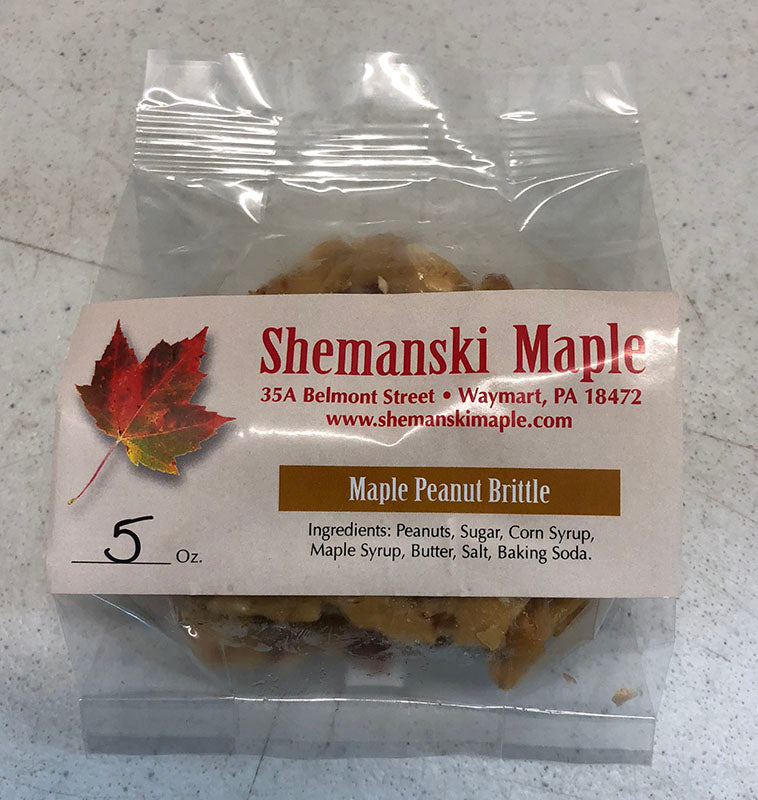 Shemanski Maple
35A Belmont Street • Waymart, PA 18472
www.shemanskimaple.com
Maple Peanut Brittle
Ingredients: Peanuts, Sugar, Corn Syrup,
Maple Syrup, Butter, Salt, Baking Soda.
5 Oz.